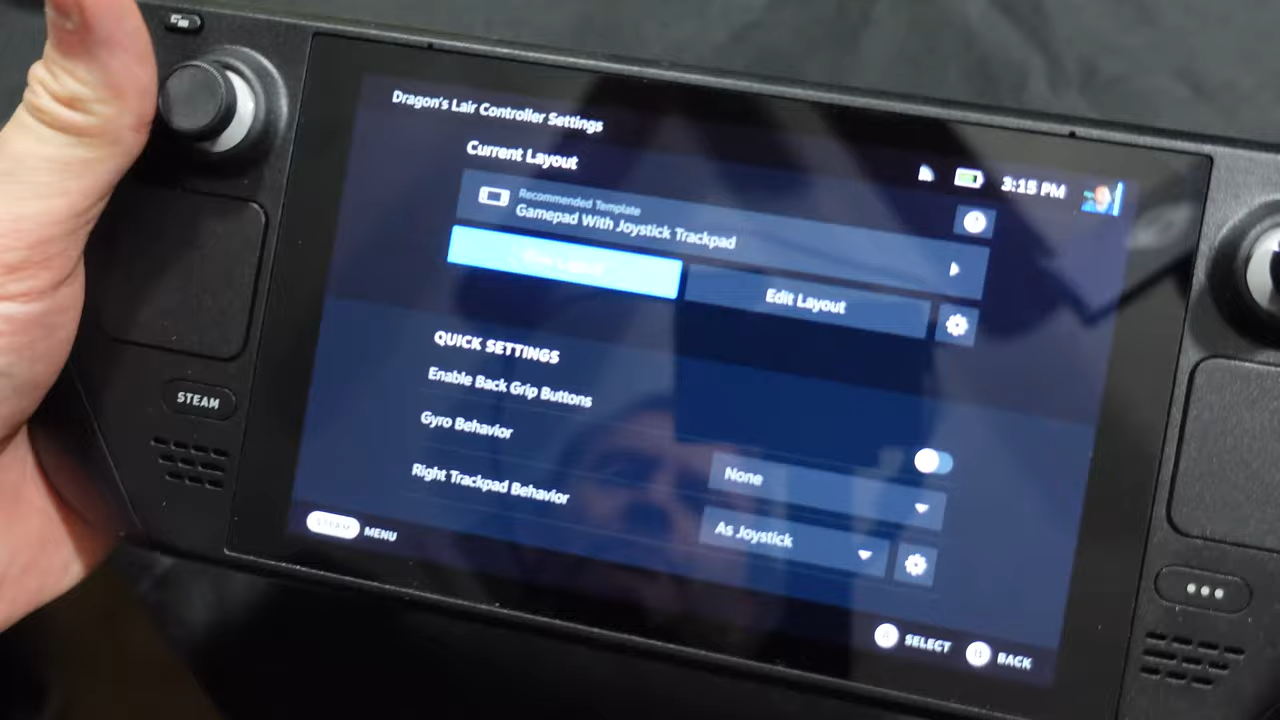 Dragon's Lair Controller Settings
3:15 PM
Current Layout
Recommended Template
Gamepad With Joystick Trackpad
Edit Layout
QUICK SETTINGS
Enable Back Grip Buttons
Gyro Behavior
None
Right Trackpad Behavior
As Joystick
STEAM MENU
A SELECT B BACK
STEAM